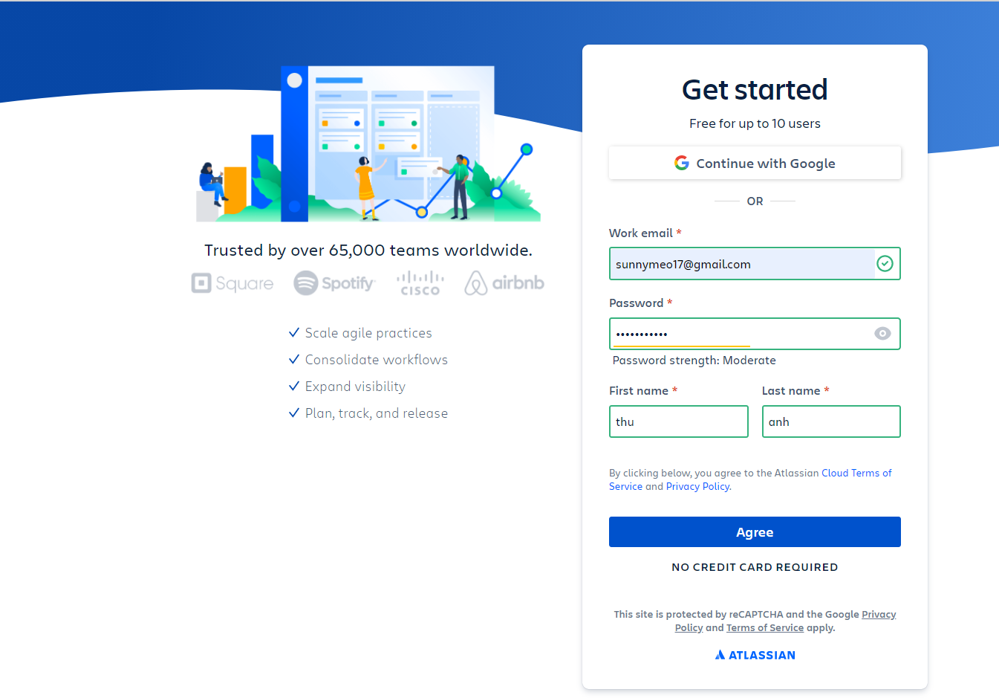 Trusted by over 65,000 teams worldwide.
Square Spotify CISCO airbnb
Scale agile practices
Consolidate workflows
Expand visibility
Plan, track, and release
Get started
Free for up to 10 users
Continue with Google
OR
Work email *
sunnymeo17@gmail.com
Password *
•••••••••••
Password strength: Moderate
First name * Last name *
thu anh
By clicking below, you agree to the Atlassian Cloud Terms of
Service and Privacy Policy.
Agree
NO CREDIT CARD REQUIRED
This site is protected by reCAPTCHA and the Google Privacy
Policy and Terms of Service apply.
ATLASSIAN